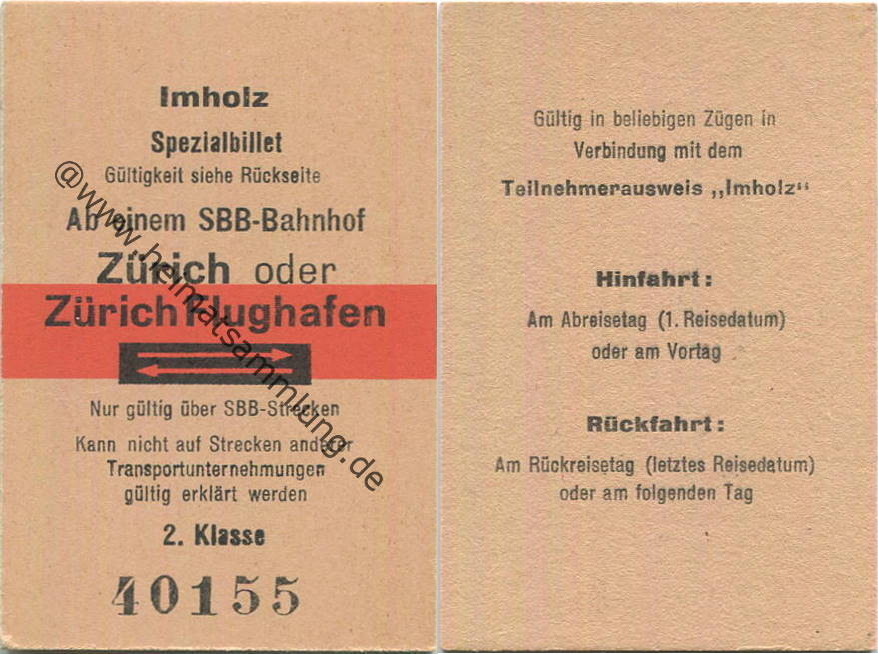 Imholz
Spezialbillet
Gültigkeit siehe Rückseite
Ab einem SBB-Bahnhof
Zürich oder
Zürich Flughafen
Nur gültig über SBB-Strecken
Kann nicht auf Strecken anderer
Transportunternehmungen
gültig erklärt werden
2. Klasse
40155
@www.heimatsammlung.de
Gültig in beliebigen Zügen in
Verbindung mit dem
Teilnehmerausweis „Imholz"
Hinfahrt:
Am Abreisetag (1. Reisedatum)
oder am Vortag
Rückfahrt:
Am Rückreisetag (letztes Reisedatum)
oder am folgenden Tag